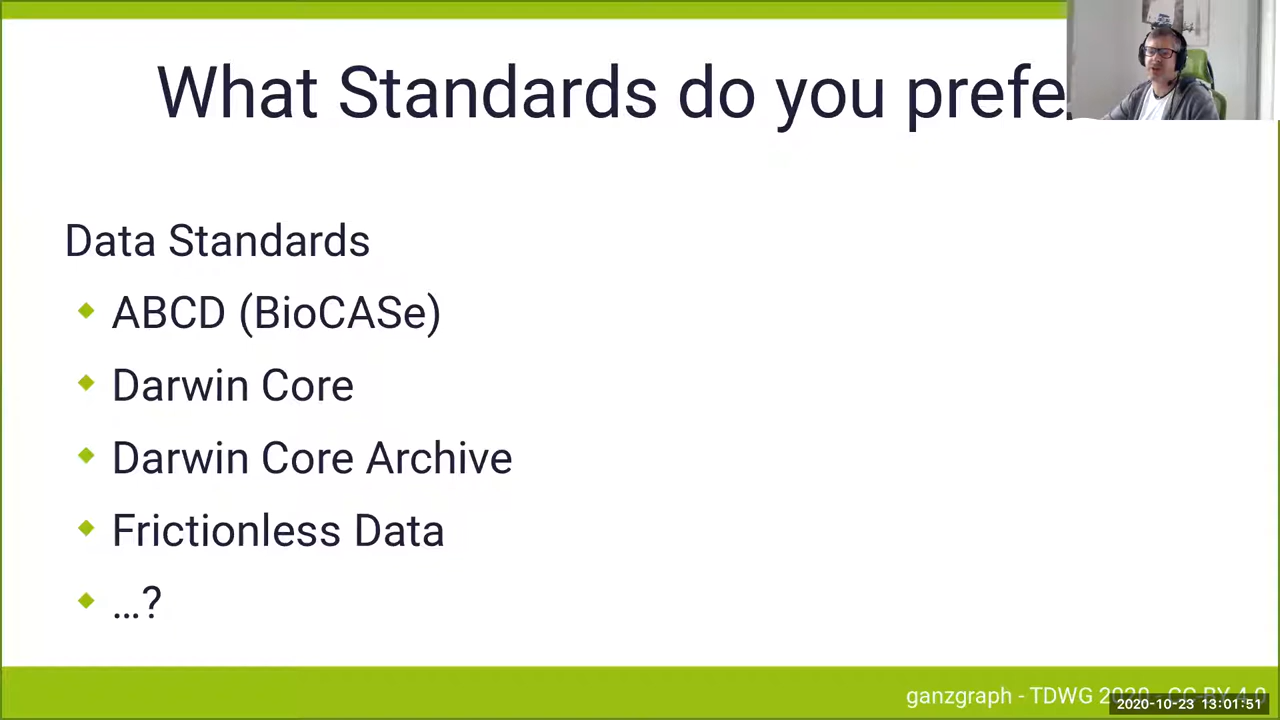 What Standards do you prefe
Data Standards
ABCD (BioCASe)
Darwin Core
Darwin Core Archive
Frictionless Data
...?
ganzgraph - TDWG 2020 - CC-BY 4.0
2020-10-23 13:01:51